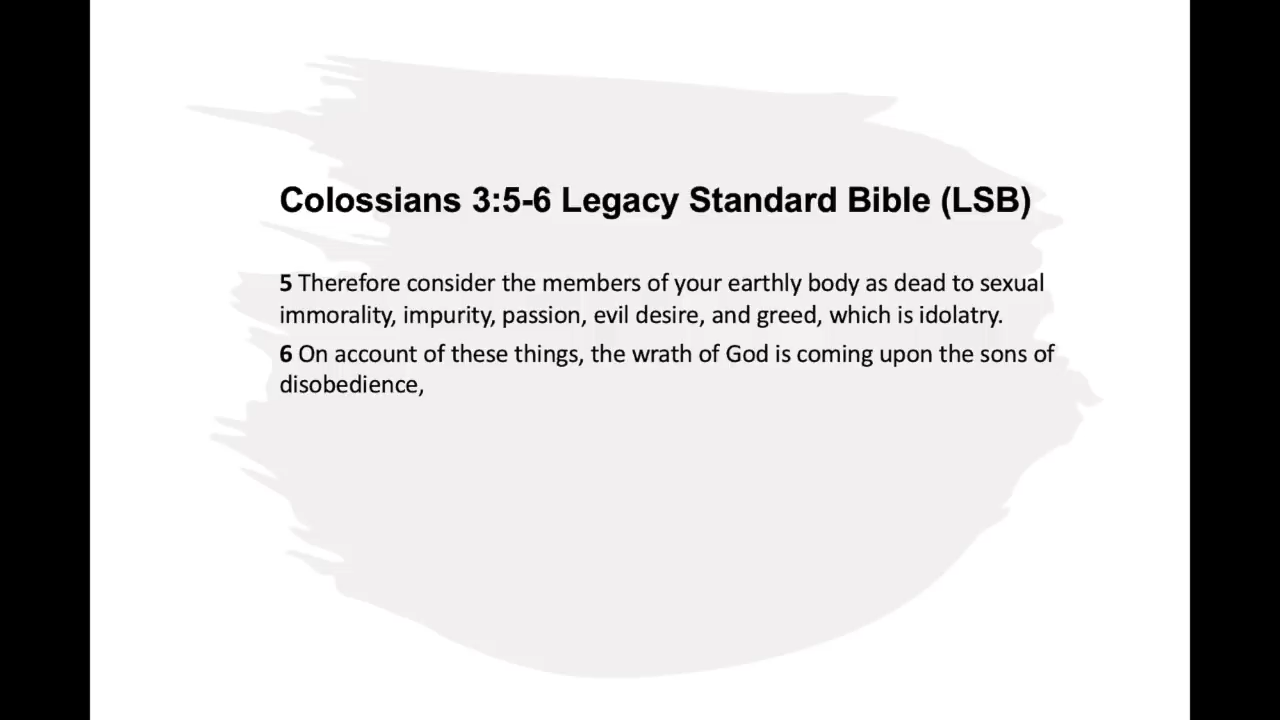 Colossians 3:5-6 Legacy Standard Bible (LSB)
5 Therefore consider the members of your earthly body as dead to sexual
immorality, impurity, passion, evil desire, and greed, which is idolatry.
6 On account of these things, the wrath of God is coming upon the sons of
disobedience,